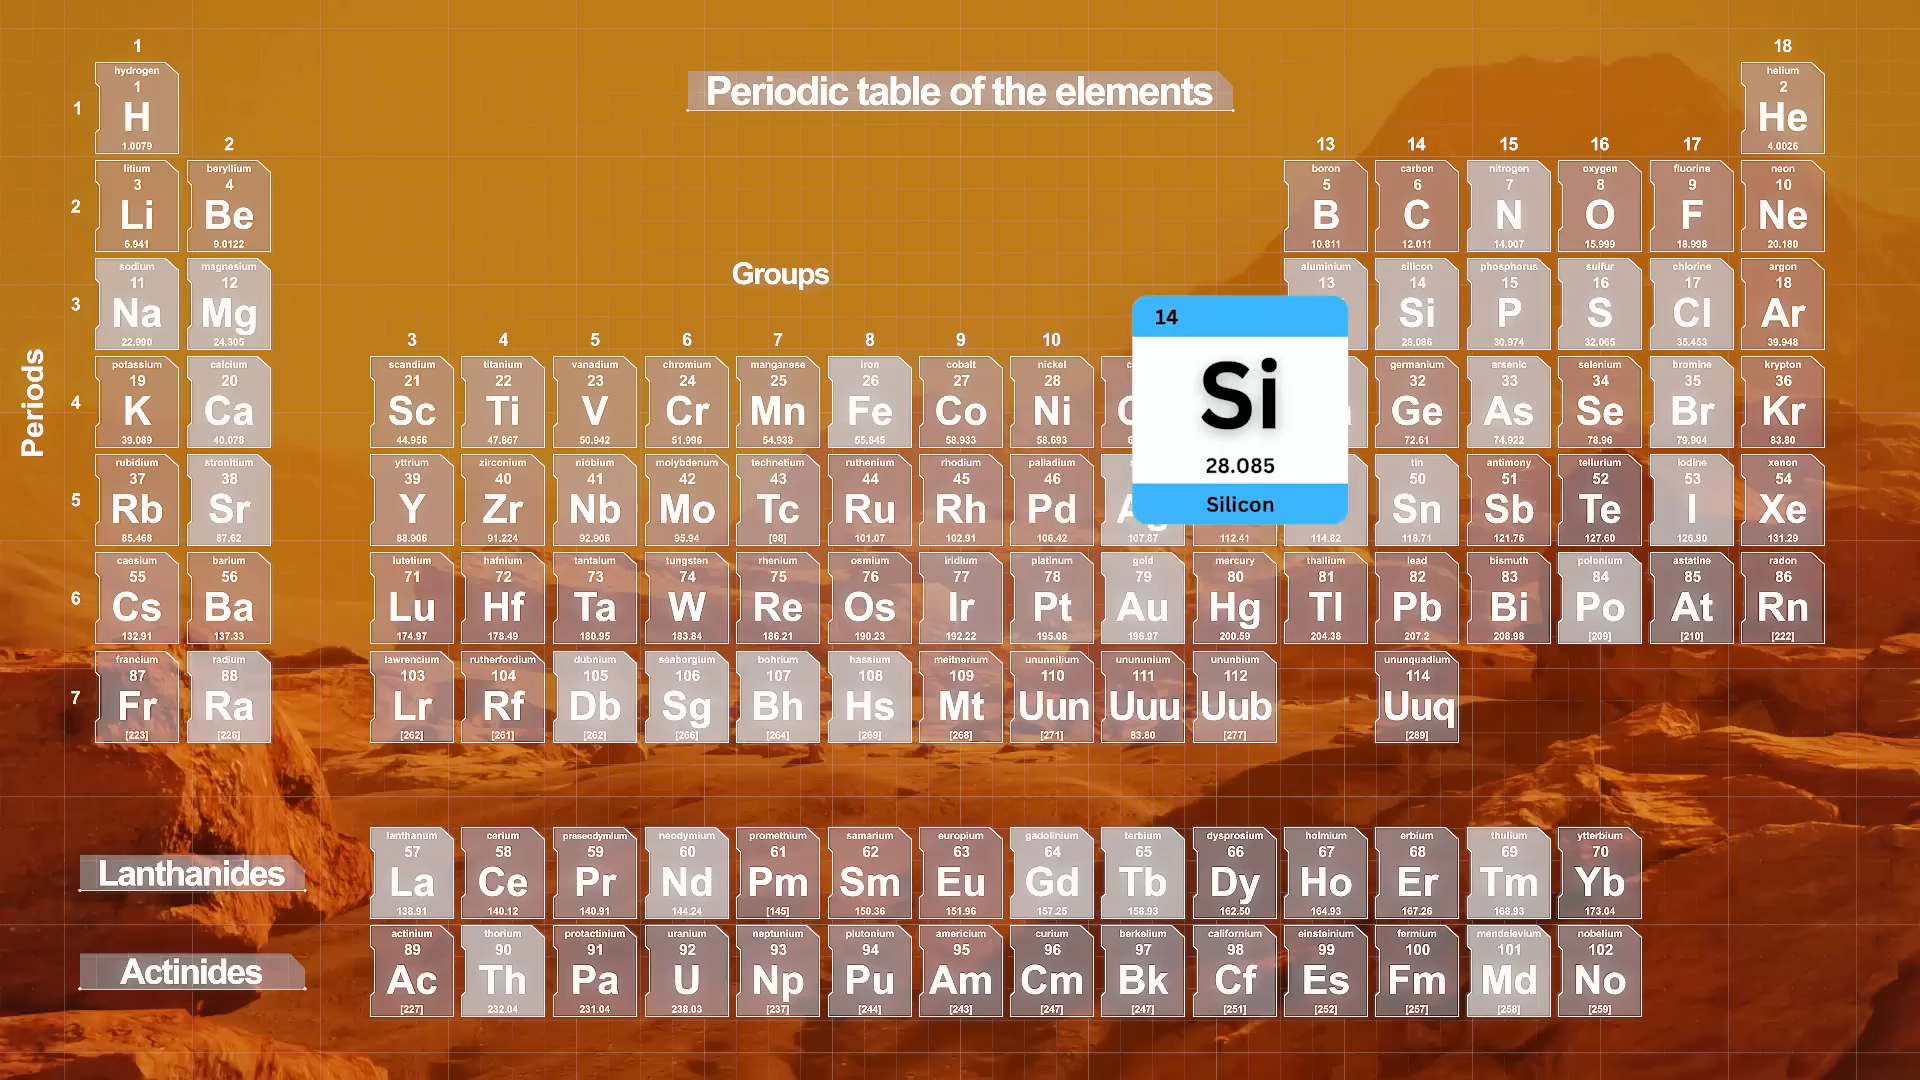 1 18
Periodic table of the elements
hydrogen helium
1 2
1 H He
1.0079 4.0026
2 13 14 15 16 17
litium beryllium boron carbon nitrogen oxygen fluorine neon
3 4 5 6 7 8 9 10
2 Li Be B C N O F Ne
6.941 9.0122 10.811 12.011 14.007 15.999 18.998 20.180
Groups
sodium magnesium aluminium silicon phosphorus sulfur chlorine argon
11 12 13 14 15 16 17 18
3 Na Mg Si P S Cl Ar
22.990 24.305 28.086 30.974 32.065 35.453 39.948
3 4 5 6 7 8 9 10
14
Si
28.085
Silicon
Periods
potassium calcium scandium titanium vanadium chromium manganese iron cobalt nickel germanium arsenic selenium bromine krypton
19 20 21 22 23 24 25 26 27 28 32 33 34 35 36
4 K Ca Sc Ti V Cr Mn Fe Co Ni Ge As Se Br Kr
39.089 40.078 44.956 47.867 50.942 51.996 54.938 55.845 58.933 58.693 72.61 74.922 78.96 79.904 83.80
rubidium stronitium yttrium zirconium niobium molybdenum technetium ruthenium rhodium palladium tin antimony tellurium iodine xenon
37 38 39 40 41 42 43 44 45 46 50 51 52 53 54
5 Rb Sr Y Zr Nb Mo Tc Ru Rh Pd Ag Sn Sb Te I Xe
85.468 87.62 88.906 91.224 92.906 95.94 [98] 101.07 102.91 106.42 107.87 112.41 114.82 118.71 121.76 127.60 126.90 131.29
caesium barium lutetium hafnium tantalum tungsten rhenium osmium iridium platinum gold mercury thallium lead bismuth polonium astatine radon
55 56 71 72 73 74 75 76 77 78 79 80 81 82 83 84 85 86
6 Cs Ba Lu Hf Ta W Re Os Ir Pt Au Hg Tl Pb Bi Po At Rn
132.91 137.33 174.97 178.49 180.95 183.84 186.21 190.23 192.22 195.08 196.97 200.59 204.38 207.2 208.98 [209] [210] [222]
francium radium lawrencium rutherfordium dubnium seaborgium bohrium hassium meitnerium ununnilium unununium ununbium ununquadium
87 88 103 104 105 106 107 108 109 110 111 112 114
7 Fr Ra Lr Rf Db Sg Bh Hs Mt Uun Uuu Uub Uuq
[223] [226] [262] [261] [262] [266] [264] [269] [268] [271] 83.80 [277] [289]
lanthanum cerium praseodymium neodymium promethium samarium europium gadolinium terbium dysprosium holmium erbium thulium ytterbium
57 58 59 60 61 62 63 64 65 66 67 68 69 70
Lanthanides La Ce Pr Nd Pm Sm Eu Gd Tb Dy Ho Er Tm Yb
138.91 140.12 140.91 144.24 [145] 150.36 151.96 157.25 158.93 162.50 164.93 167.26 168.93 173.04
actinium thorium protactinium uranium neptunium plutonium americium curium berkelium californium einsteinium fermium mendelevium nobelium
89 90 91 92 93 94 95 96 97 98 99 100 101 102
Actinides Ac Th Pa U Np Pu Am Cm Bk Cf Es Fm Md No
[227] 232.04 231.04 238.03 [237] [244] [243] [247] [247] [251] [252] [257] [258] [259]